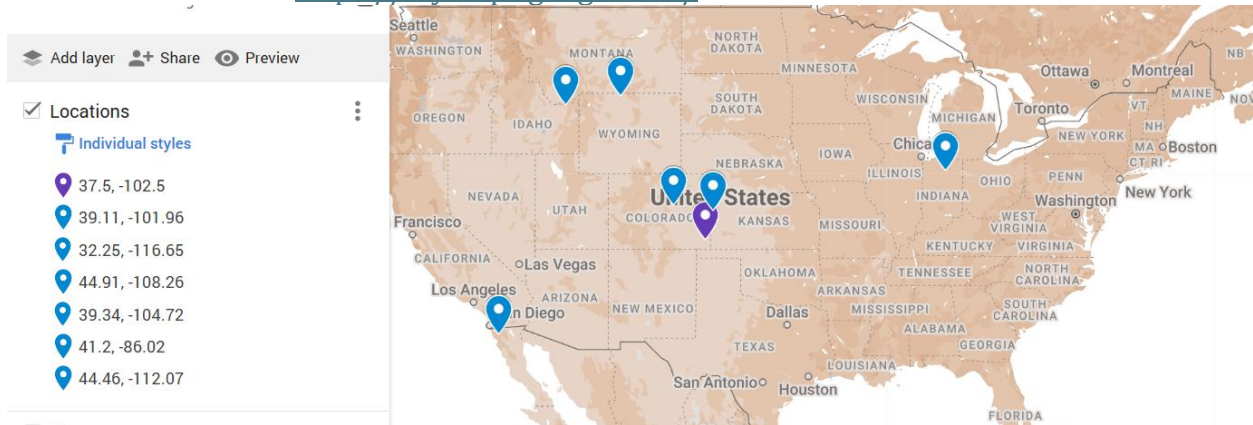 Add layer Share Preview
Locations
Individual styles
37.5, -102.5
39.11, -101.96
32.25, -116.65
44.91, -108.26
39.34, -104.72
41.2, -86.02
44.46, -112.07
Seattle
WASHINGTON
MONTANA
NORTH DAKOTA
MINNESOTA
Ottawa
Montreal
NB
MAINE
VT
NH
OREGON
IDAHO
SOUTH DAKOTA
WISCONSIN
MICHIGAN
Toronto
WYOMING
Chica
NEW YORK
MA
Boston
CT RI
IOWA
NEBRASKA
ILLINOIS
INDIANA
OHIO
PENN
New York
NEVADA
UTAH
United States
COLORADO
KANSAS
MISSOURI
WEST VIRGINIA
Washington
Francisco
KENTUCKY
VIRGINIA
CALIFORNIA
Las Vegas
OKLAHOMA
TENNESSEE
NORTH CAROLINA
Los Angeles
ARIZONA
NEW MEXICO
ARKANSAS
n Diego
Dallas
MISSISSIPPI
SOUTH CAROLINA
ALABAMA
TEXAS
GEORGIA
LOUISIANA
San Antonio
Houston
FLORIDA